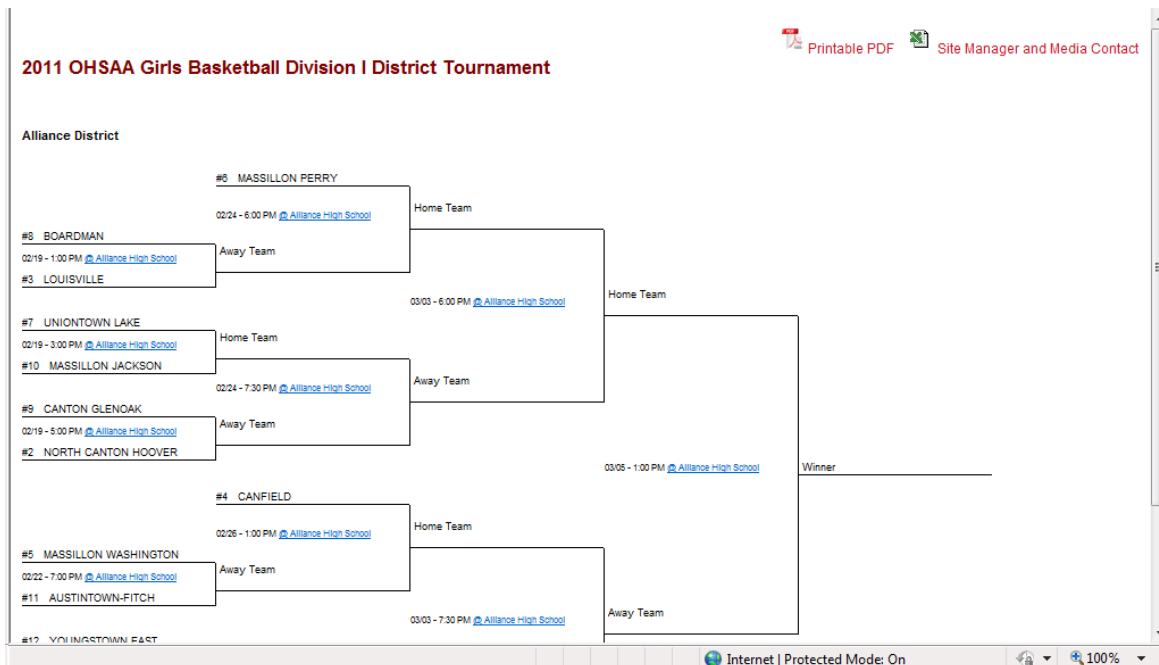 Printable PDF
Site Manager and Media Contact
2011 OHSAA Girls Basketball Division I District Tournament
Alliance District
#6 MASSILLON PERRY
02/24 - 6:00 PM @ Alliance High School
Home Team
#8 BOARDMAN
02/19 - 1:00 PM @ Alliance High School
Away Team
#3 LOUISVILLE
03/03 - 6:00 PM @ Alliance High School
Home Team
#7 UNIONTOWN LAKE
02/19 - 3:00 PM @ Alliance High School
Home Team
#10 MASSILLON JACKSON
02/24 - 7:30 PM @ Alliance High School
Away Team
#9 CANTON GLENOAK
02/19 - 5:00 PM @ Alliance High School
Away Team
#2 NORTH CANTON HOOVER
03/05 - 1:00 PM @ Alliance High School
Winner
#4 CANFIELD
02/26 - 1:00 PM @ Alliance High School
Home Team
#5 MASSILLON WASHINGTON
02/22 - 7:00 PM @ Alliance High School
Away Team
#11 AUSTINTOWN-FITCH
03/03 - 7:30 PM @ Alliance High School
Away Team
#12 YOUNGSTOWN EAST
Internet | Protected Mode: On
100%